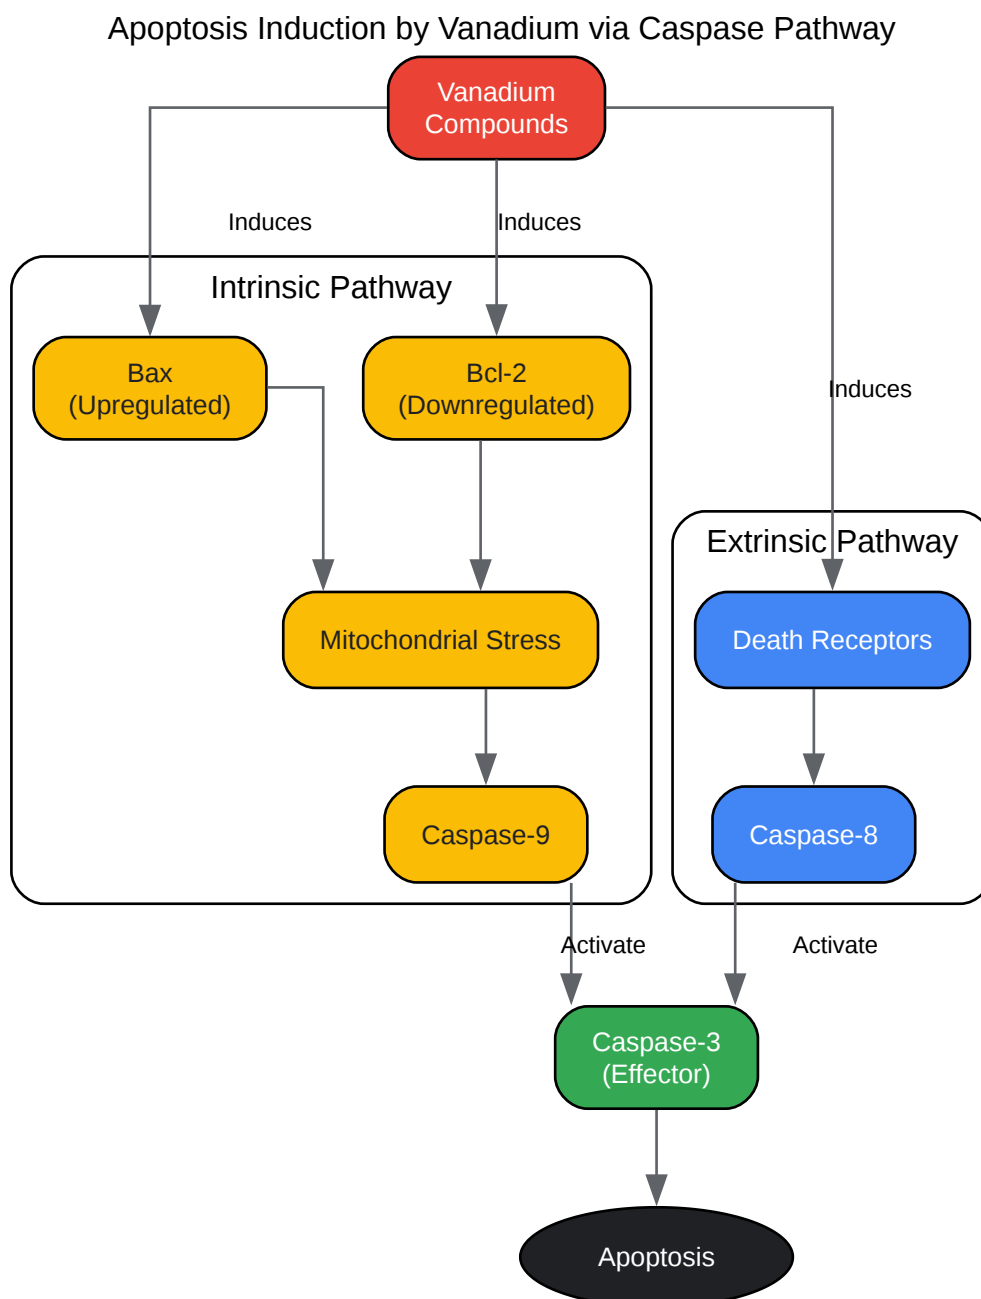 Apoptosis Induction by Vanadium via Caspase Pathway
Vanadium
Compounds
Induces
Induces
Intrinsic Pathway
Bax
(Upregulated)
Bcl-2
(Downregulated)
Induces
Extrinsic Pathway
Mitochondrial Stress
Death Receptors
Caspase-9
Caspase-8
Activate
Activate
Caspase-3
(Effector)
Apoptosis